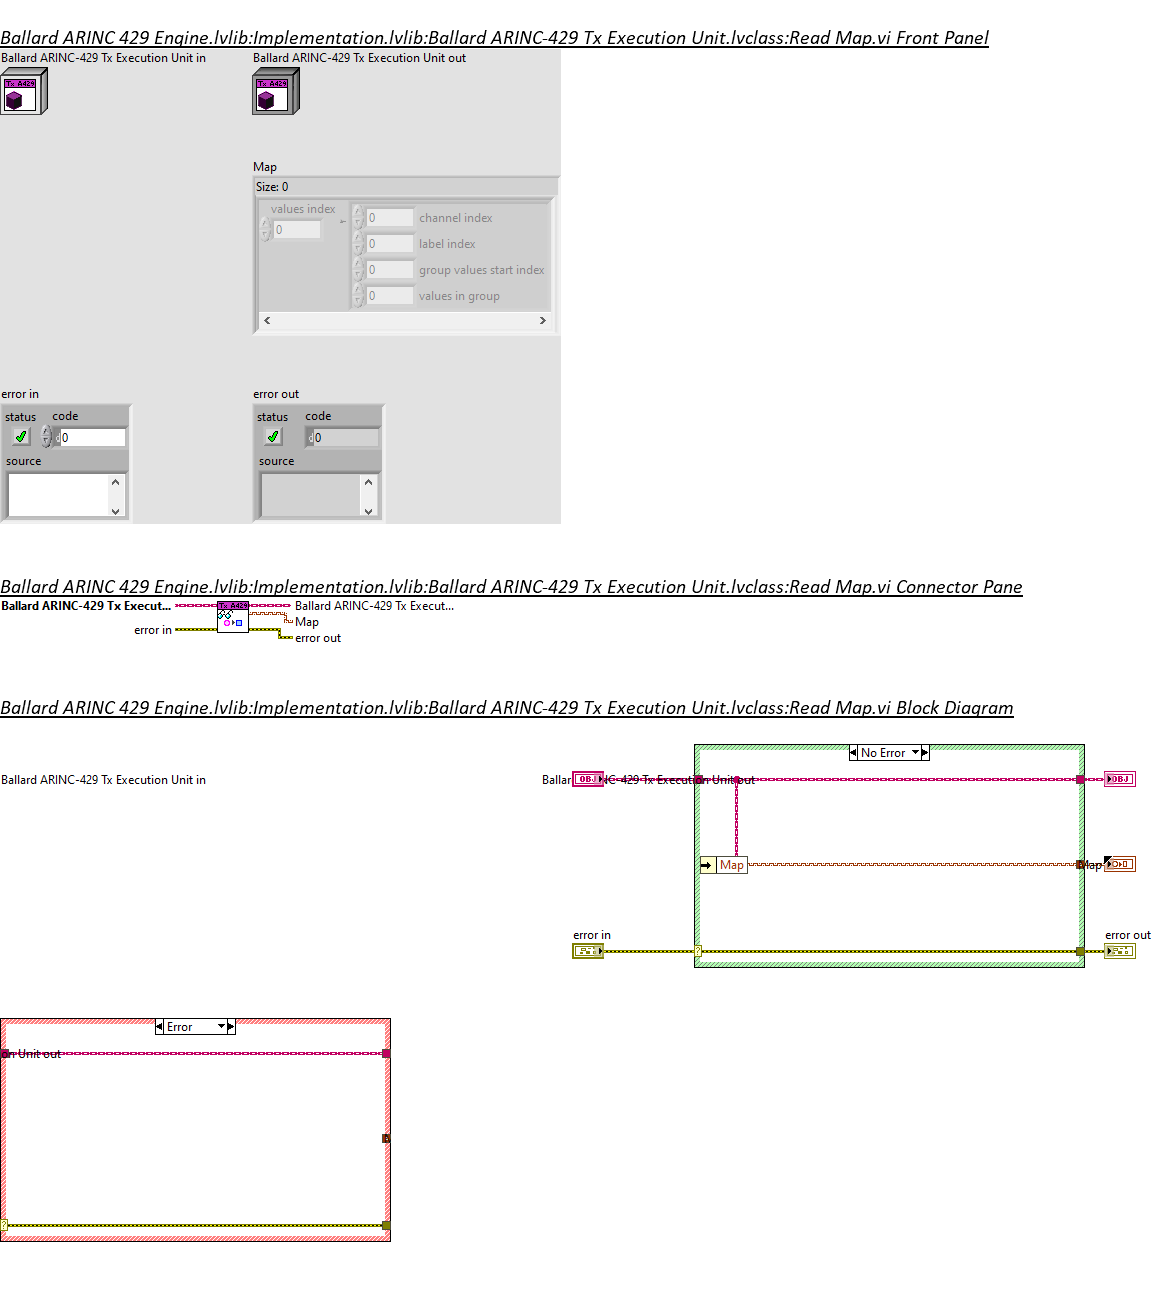 Ballard ARINC 429 Engine.lvlib:Implementation.lvlib:Ballard ARINC-429 Tx Execution Unit.lvclass:Read Map.vi Front Panel
Ballard ARINC-429 Tx Execution Unit in
Ballard ARINC-429 Tx Execution Unit out
Tx A429
Tx A429
Map
Size: 0
values index
0
0 channel index
0 label index
0 group values start index
0 values in group
error in
status code
d 0
source
error out
status code
d 0
source
Ballard ARINC 429 Engine.lvlib:Implementation.lvlib:Ballard ARINC-429 Tx Execution Unit.lvclass:Read Map.vi Connector Pane
Ballard ARINC-429 Tx Execut...
error in
Tx A429
Ballard ARINC-429 Tx Execut...
Map
error out
Ballard ARINC 429 Engine.lvlib:Implementation.lvlib:Ballard ARINC-429 Tx Execution Unit.lvclass:Read Map.vi Block Diagram
No Error
Ballard ARINC-429 Tx Execution Unit in
Ballar OBJ NC-429 Tx Execution Unit out
OBJ
Map
Map
error in
error out
?
Error
on Unit out
?